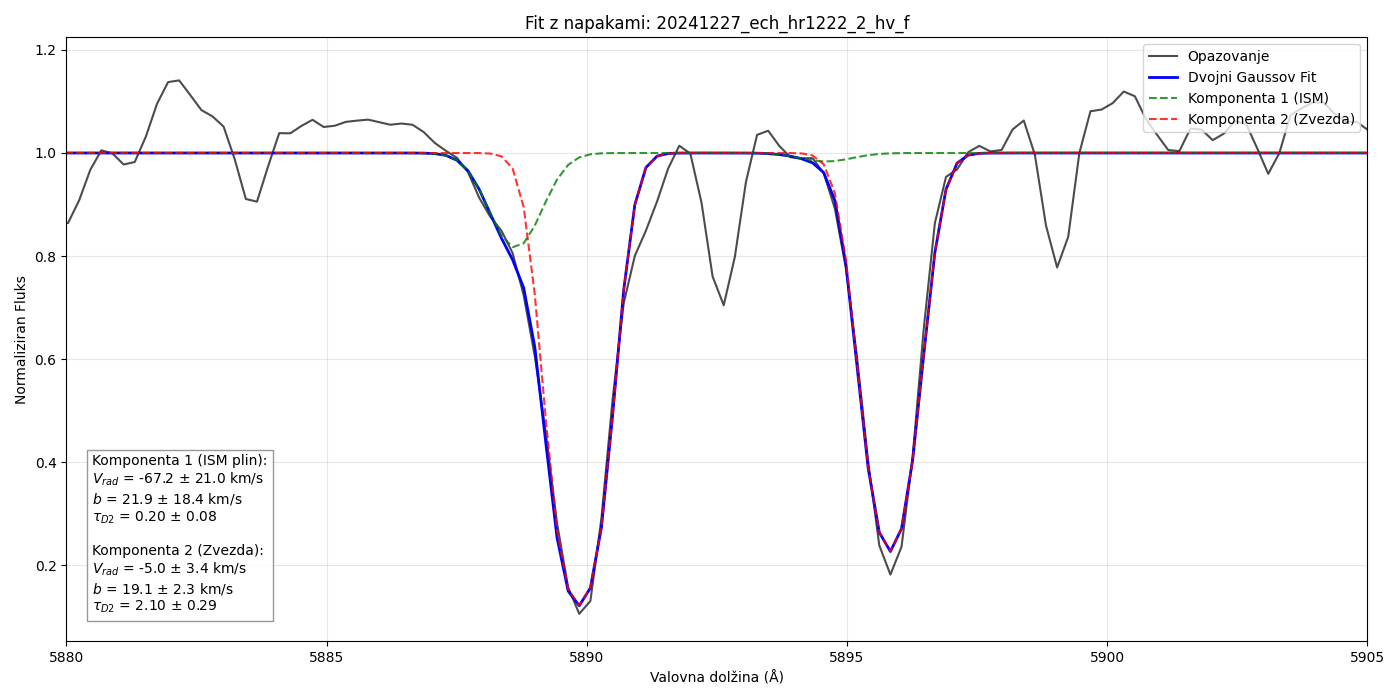 Fit z napakami: 20241227_ech_hr1222_2_hv_f
Normaliziran Fluks
1.2
1.0
0.8
0.6
0.4
0.2
Opazovanje
Dvojni Gaussov Fit
Komponenta 1 (ISM)
Komponenta 2 (Zvezda)
Komponenta 1 (ISM plin):
V_rad = -67.2 ± 21.0 km/s
b = 21.9 ± 18.4 km/s
τ_D2 = 0.20 ± 0.08
Komponenta 2 (Zvezda):
V_rad = -5.0 ± 3.4 km/s
b = 19.1 ± 2.3 km/s
τ_D2 = 2.10 ± 0.29
5880 5885 5890 5895 5900 5905
Valovna dolžina (Å)